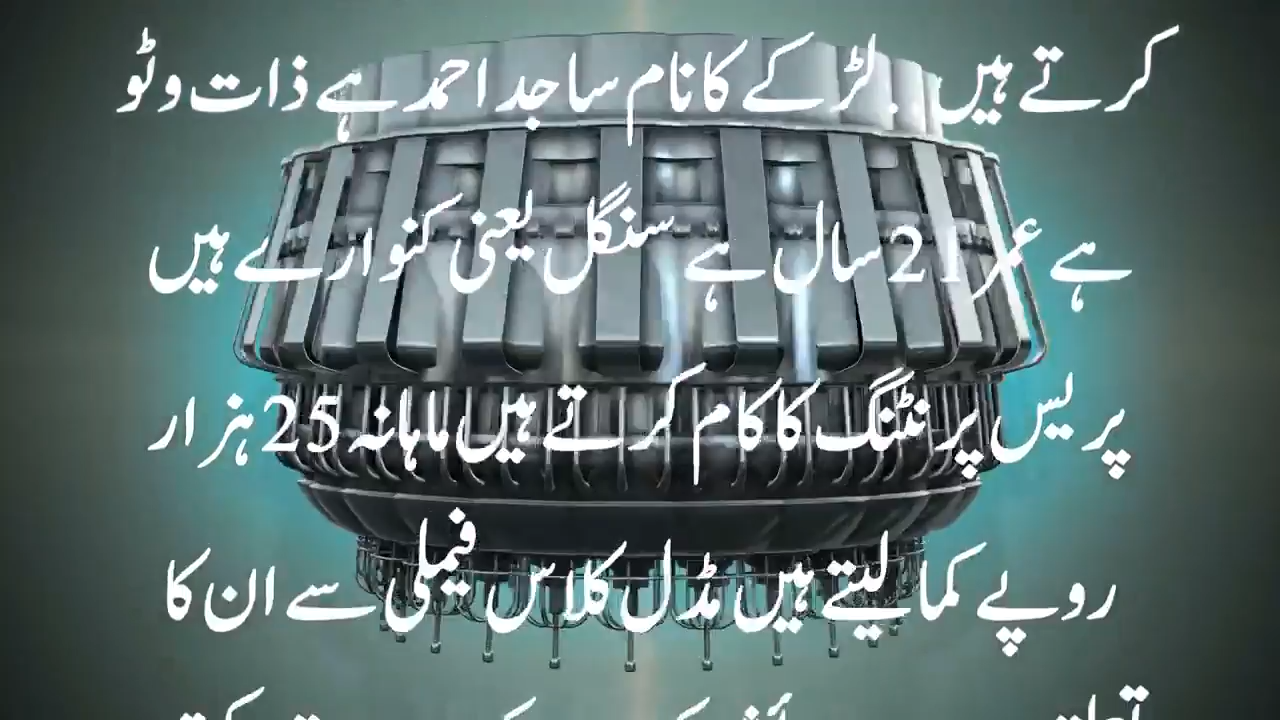 کرتے ہیں . . لڑکے کا نام ساجد احمد ہے ذات وٹو
ہے عمر 21 سال ہے سنگل یعنی کنوارے ہیں
پریس پرنٹنگ کا کام کرتے ہیں ماہانہ 25 ہزار
روپے کما لیتے ہیں مڈل کلاس فیملی سے ان کا